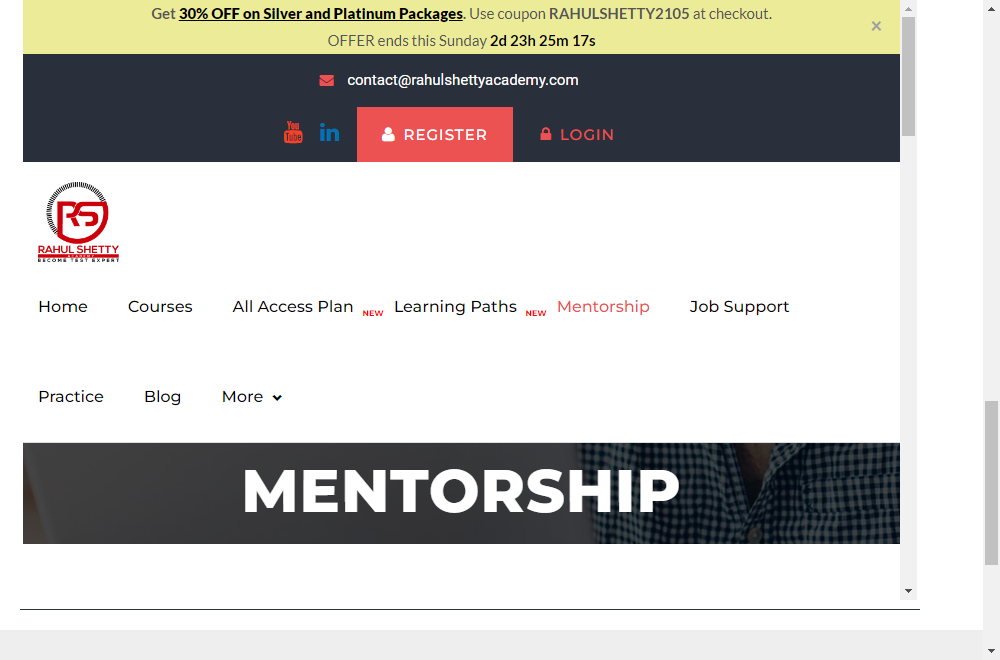 Get 30% OFF on Silver and Platinum Packages. Use coupon RAHULSHETTY2105 at checkout.
OFFER ends this Sunday 2d 23h 25m 17s
×
contact@rahulshettyacademy.com
You Tube in REGISTER LOGIN
RS
RAHUL SHETTY
ACADEMY
BECOME TEST EXPERT
Home Courses All Access Plan NEW Learning Paths NEW Mentorship Job Support
Practice Blog More
MENTORSHIP